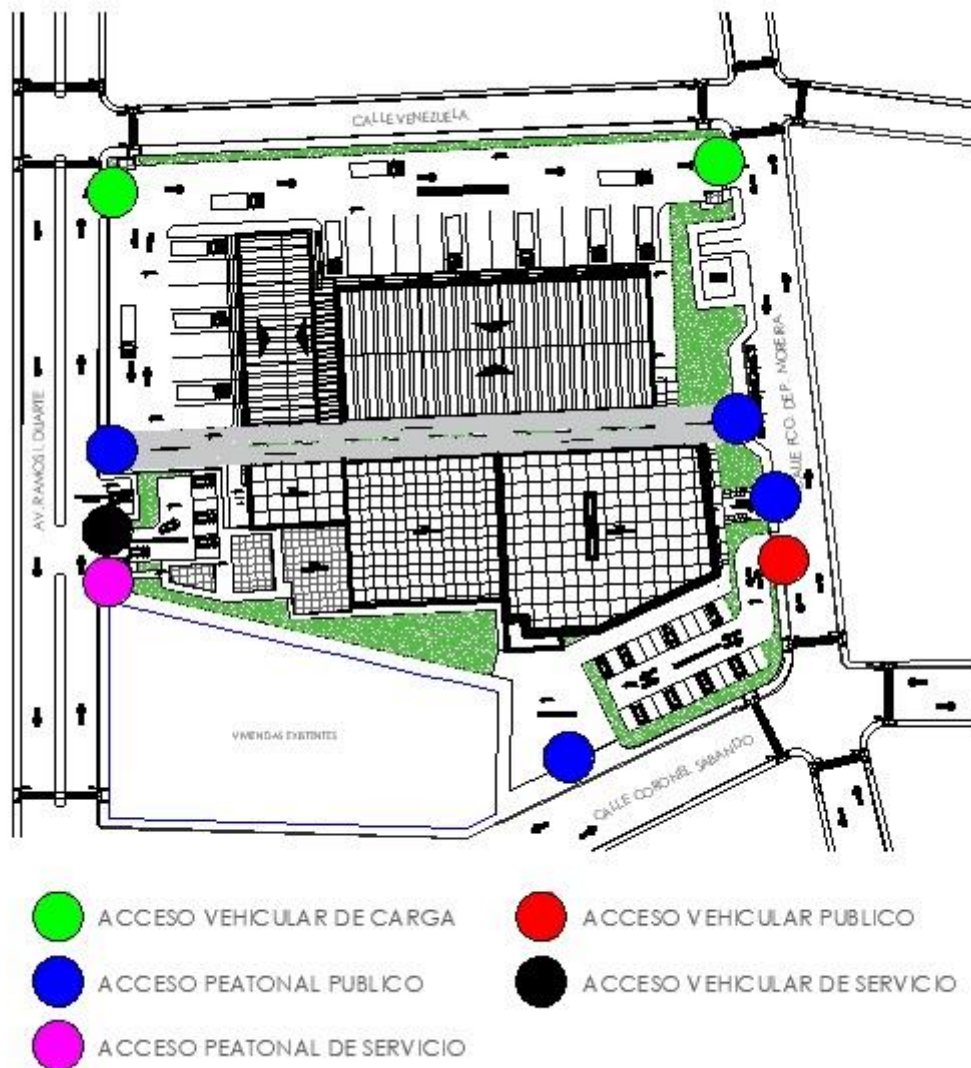 CALLE VENEZUELA
AV. RAMOS I. DUARTE
CALLE FCO. DE P. MOREIRA
VIVIENDAS EXISTENTES
CALLE CORONEL SABANDO
ACCESO VEHICULAR DE CARGA
ACCESO VEHICULAR PUBLICO
ACCESO PEATONAL PUBLICO
ACCESO VEHICULAR DE SERVICIO
ACCESO PEATONAL DE SERVICIO